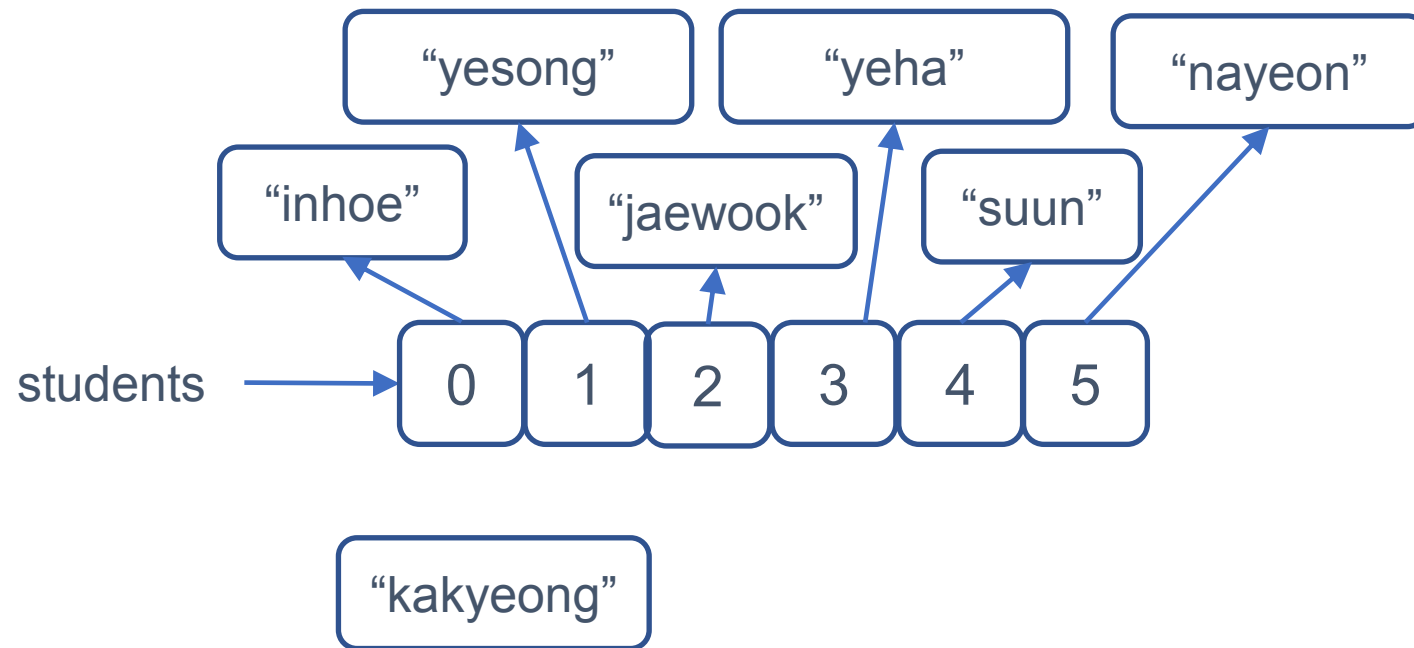 “yesong”
“yeha”
“nayeon”
“inhoe”
“jaewook”
“suun”
students
0
1
2
3
4
5
“kakyeong”